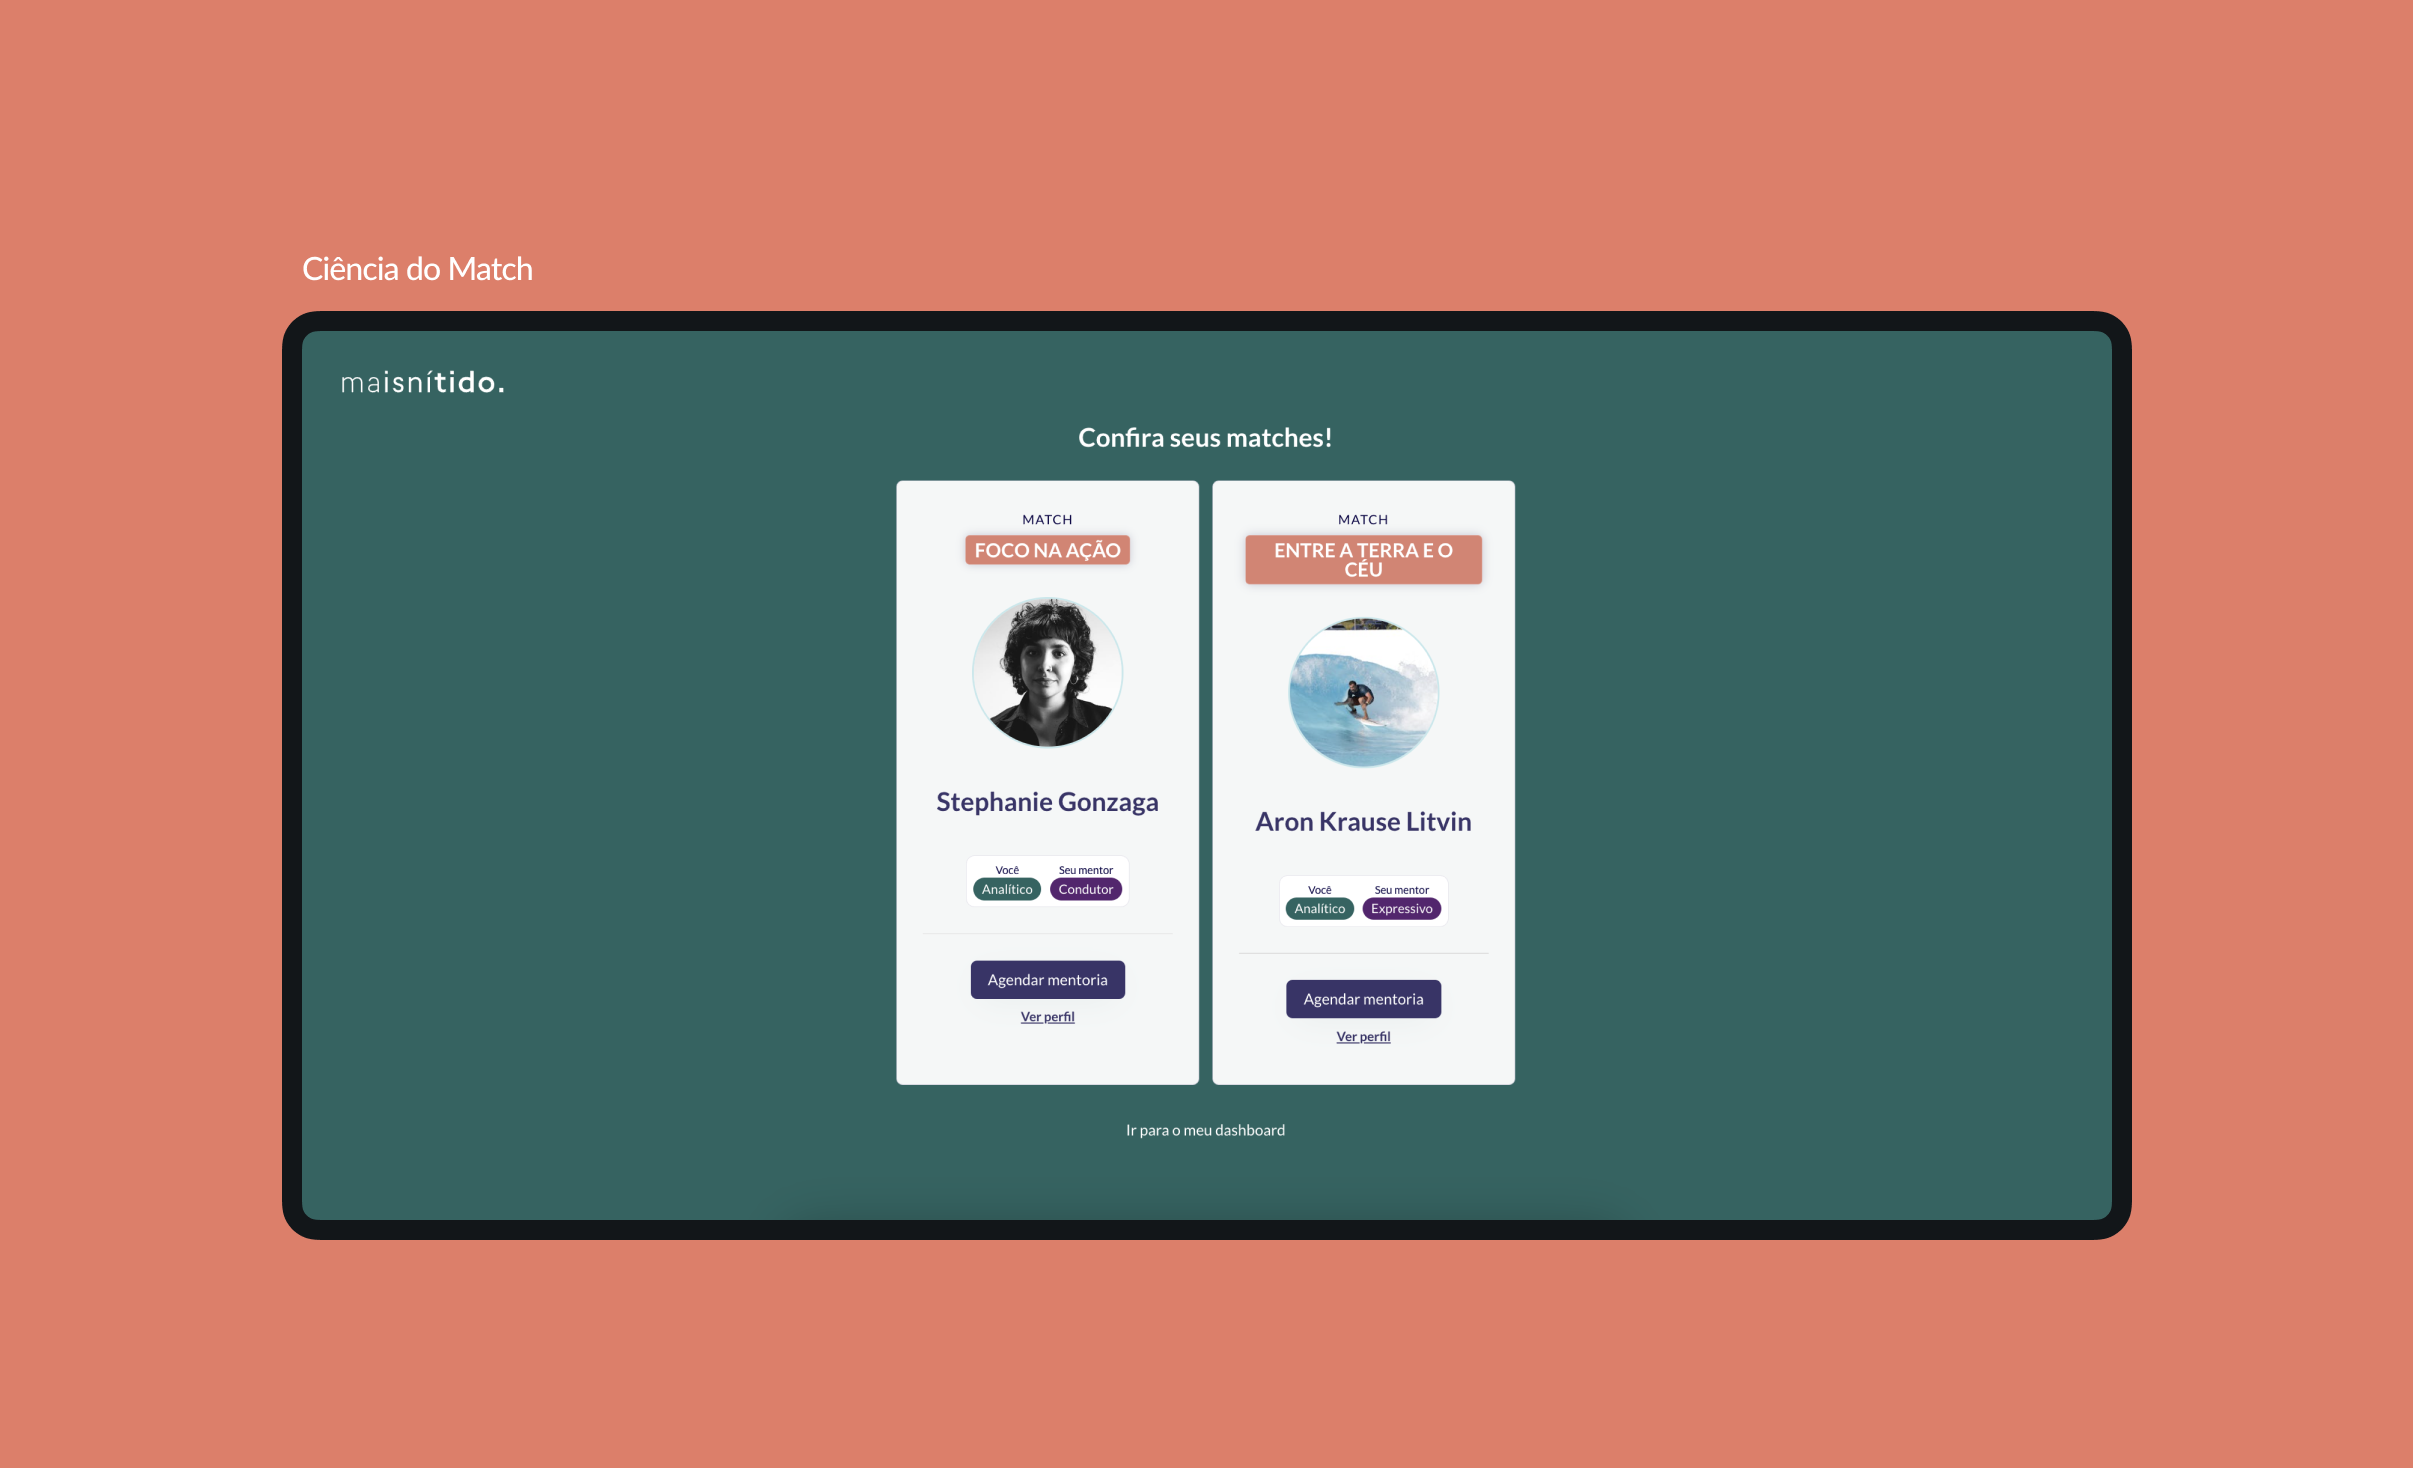 Ciência do Match
maisnítido.
Confira seus matches!
MATCH
FOCO NA AÇÃO
Stephanie Gonzaga
Você Seu mentor
Analítico Condutor
Agendar mentoria
Ver perfil
MATCH
ENTRE A TERRA E O
CÉU
Aron Krause Litvin
Você Seu mentor
Analítico Expressivo
Agendar mentoria
Ver perfil
Ir para o meu dashboard